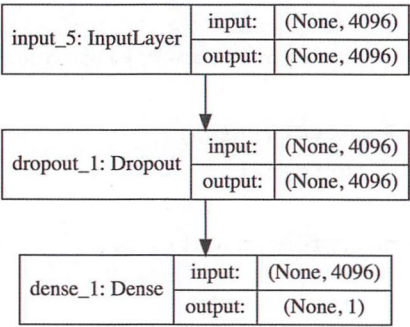 input_5: InputLayer
input: (None, 4096)
output: (None, 4096)
dropout_1: Dropout
input: (None, 4096)
output: (None, 4096)
dense_1: Dense
input: (None, 4096)
output: (None, 1)